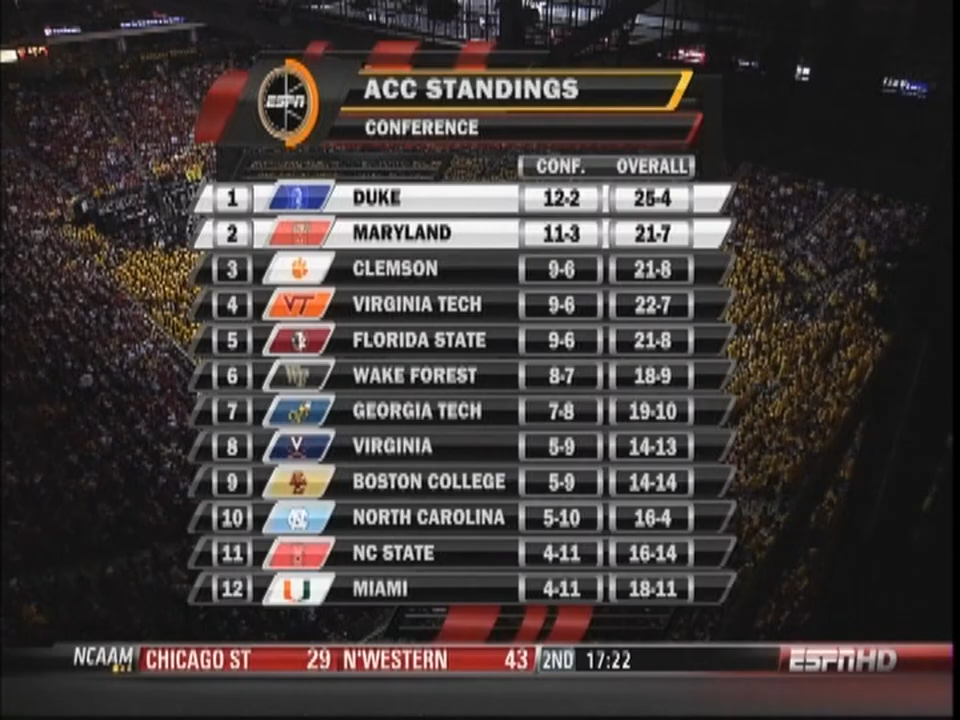 ESPN ACC STANDINGS
CONFERENCE
CONF. OVERALL
1 DUKE 12-2 25-4
2 MARYLAND 11-3 21-7
3 CLEMSON 9-6 21-8
4 VT VIRGINIA TECH 9-6 22-7
5 FLORIDA STATE 9-6 21-8
6 WF WAKE FOREST 8-7 18-9
7 GEORGIA TECH 7-8 19-10
8 V VIRGINIA 5-9 14-13
9 BOSTON COLLEGE 5-9 14-14
10 NC NORTH CAROLINA 5-10 16-4
11 NC STATE 4-11 16-14
12 U MIAMI 4-11 18-11
NCAAM CHICAGO ST 29 N'WESTERN 43 2ND 17:22 ESPNHD